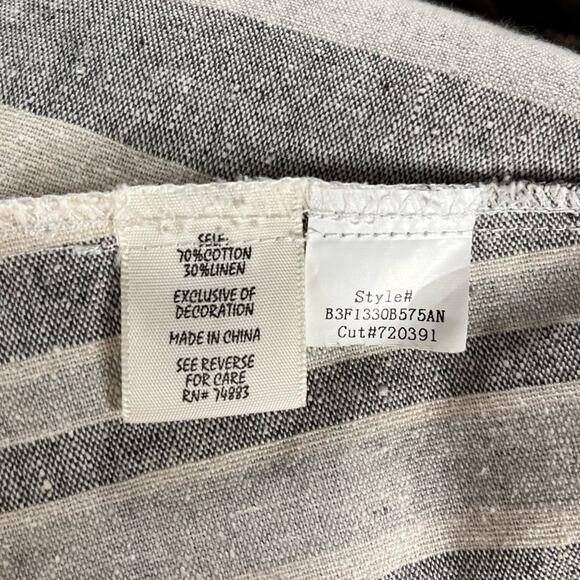 SELF:
70%COTTON
30%LINEN
EXCLUSIVE OF
DECORATION
MADE IN CHINA
SEE REVERSE
FOR CARE
RN# 74883
Style#
B3F1330B575AN
Cut#720391